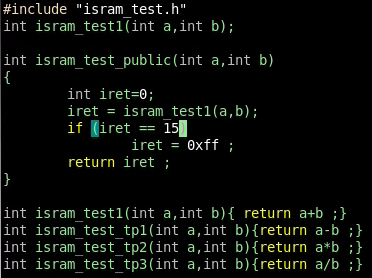 #include "isram_test.h"
int isram_test1(int a,int b);

int isram_test_public(int a,int b)
{
        int iret=0;
        iret = isram_test1(a,b);
        if (iret == 15)
                iret = 0xff ;
        return iret ;
}

int isram_test1(int a,int b){ return a+b ;}
int isram_test_tp1(int a,int b){return a-b ;}
int isram_test_tp2(int a,int b){return a*b ;}
int isram_test_tp3(int a,int b){return a/b ;}